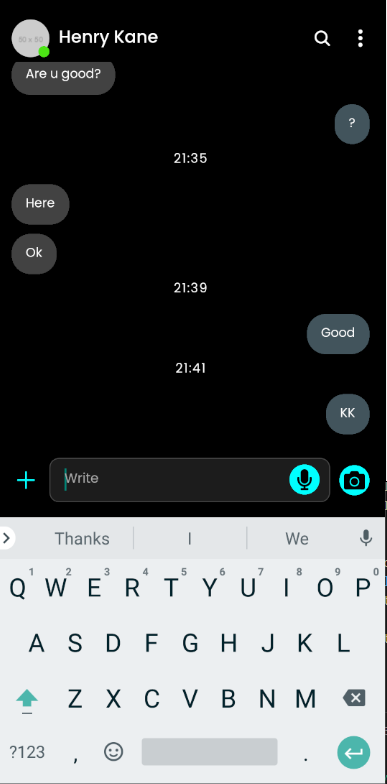 50 x 50
Henry Kane
Are u good?
?
21:35
Here
Ok
21:39
Good
21:41
KK
Write
Thanks I We
1 2 3 4 5 6 7 8 9 0
Q W E R T Y U I O P
A S D F G H J K L
Z X C V B N M
?123 , .